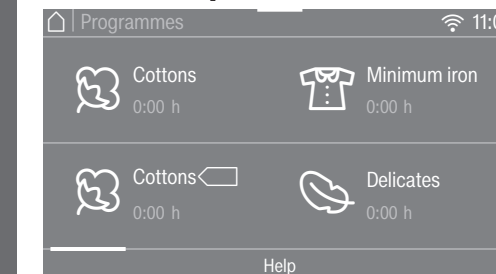 Programmes 11:0
Cottons
0:00 h
Minimum iron
0:00 h
Cottons
0:00 h
Delicates
0:00 h
Help